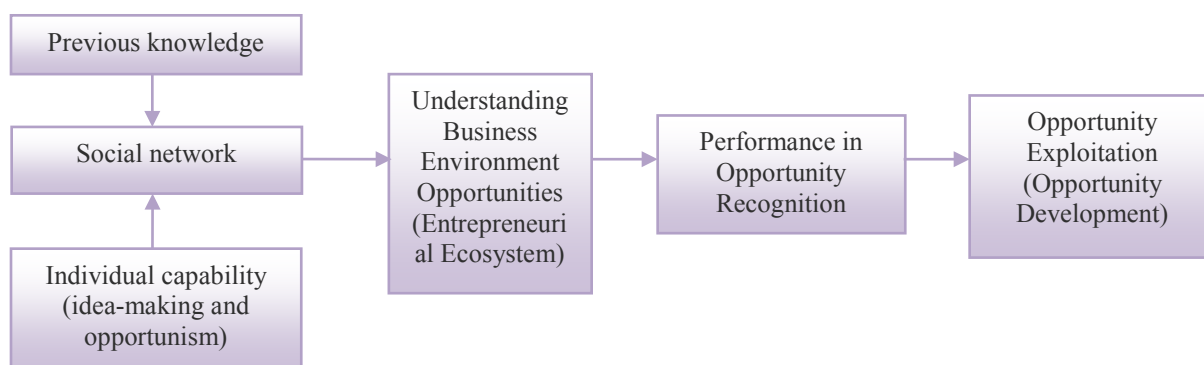 Previous knowledge
Social network
Individual capability
(idea-making and
opportunism)
Understanding
Business
Environment
Opportunities
(Entrepreneuri
al Ecosystem)
Performance in
Opportunity
Recognition
Opportunity
Exploitation
(Opportunity
Development)